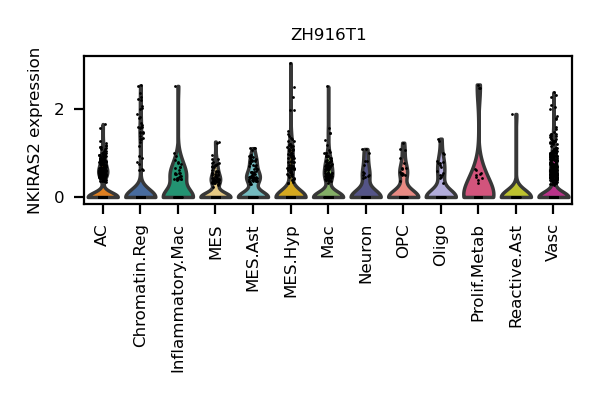 ZH916T1
NKIRAS2 expression
2
0
AC
Chromatin.Reg
Inflammatory.Mac
MES
MES.Ast
MES.Hyp
Mac
Neuron
OPC
Oligo
Prolif.Metab
Reactive.Ast
Vasc